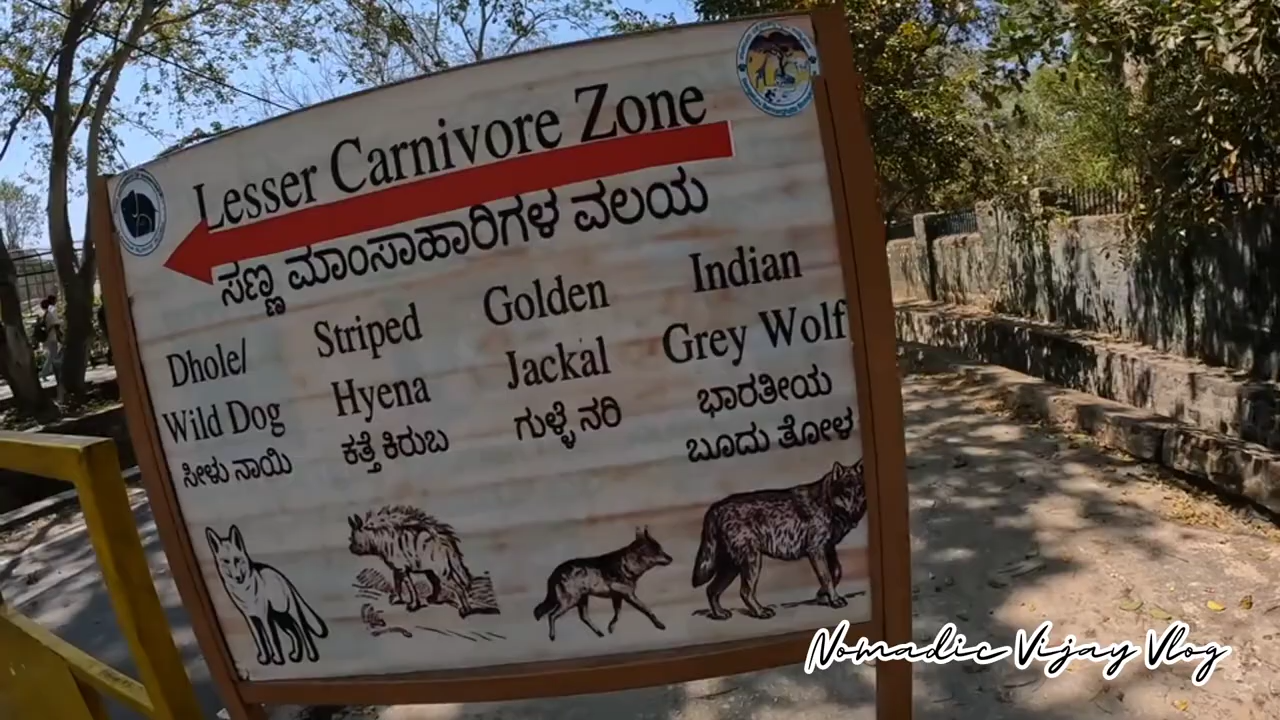 Lesser Carnivore Zone
ಸಣ್ಣ ಮಾಂಸಾಹಾರಿಗಳ ವಲಯ
Dhole/
Wild Dog
ಸೀಳು ನಾಯಿ
Striped
Hyena
ಕತ್ತೆ ಕಿರುಬ
Golden
Jackal
ಗುಳ್ಳೆ ನರಿ
Indian
Grey Wolf
ಭಾರತೀಯ
ಬೂದು ತೋಳ
Nomadic Vijay Vlog